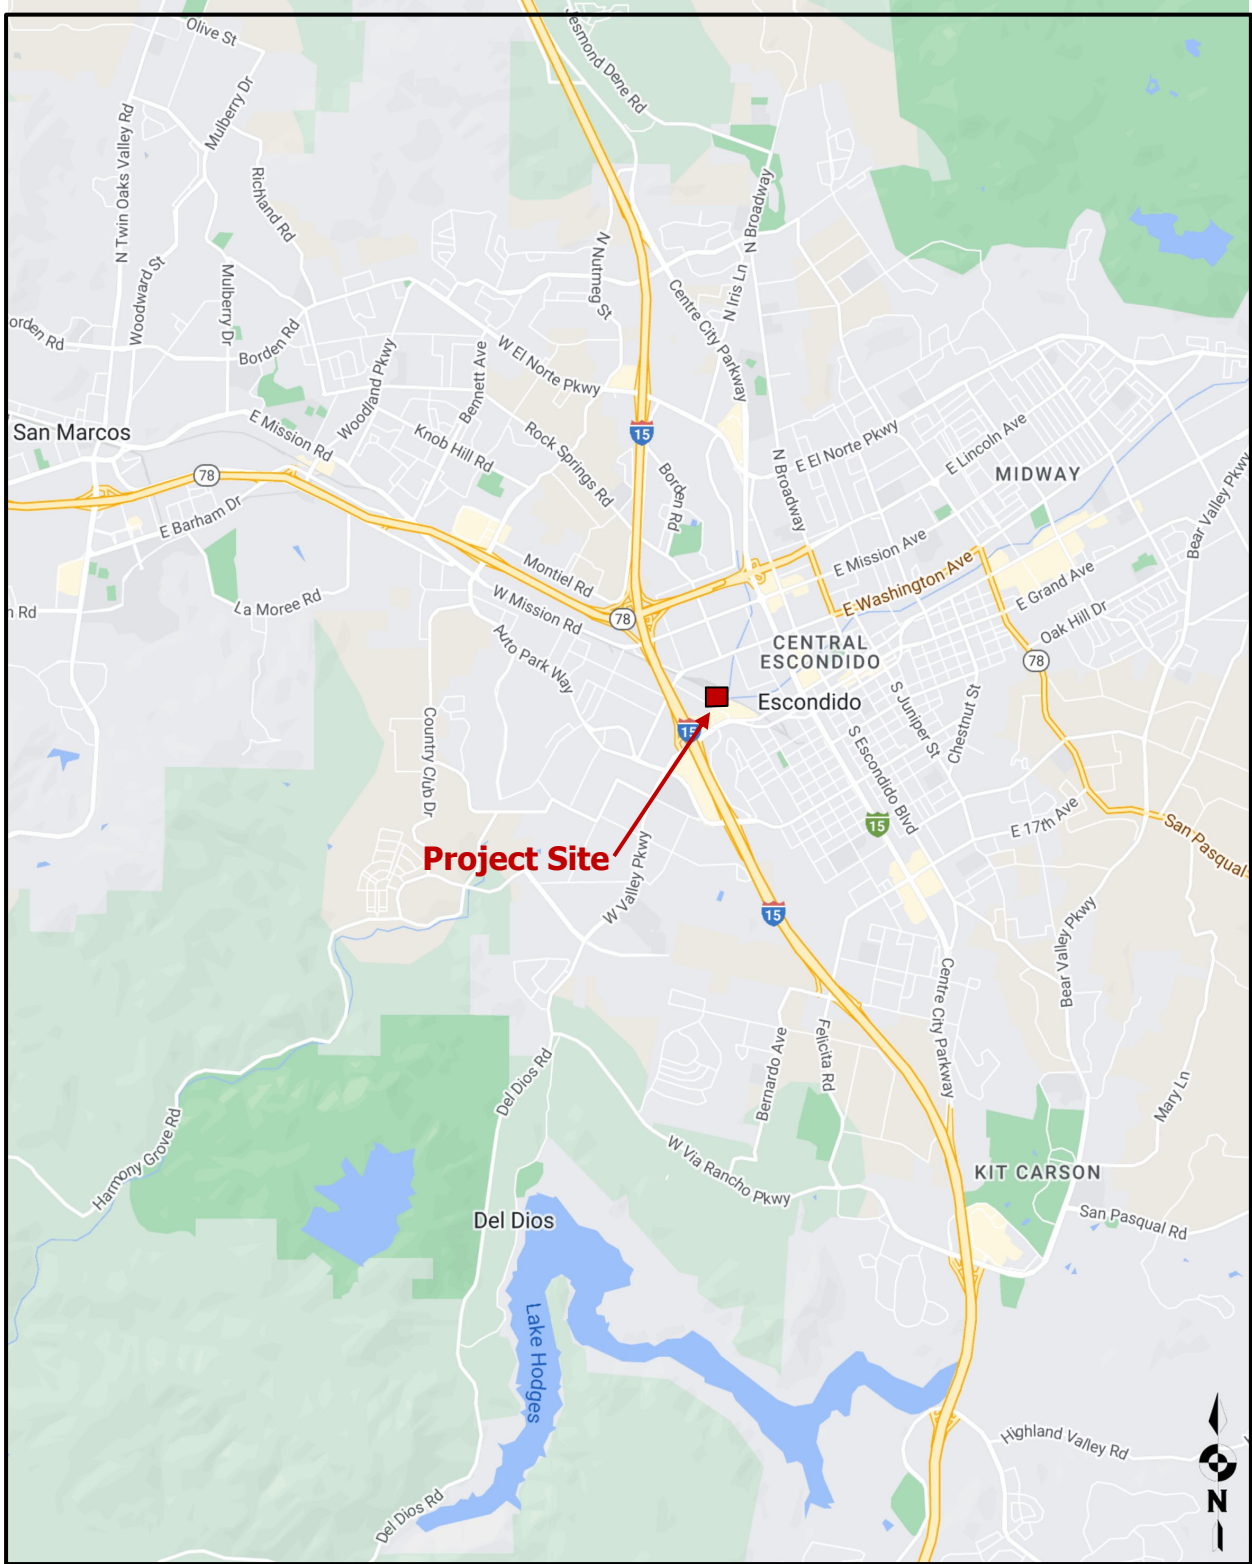 Olive St
Jesmond Dene Rd
Mulberry Dr
N Twin Oaks Valley Rd
Richland Rd
N Broadway
N Nutmeg St
Woodward St
Mulberry Dr
N Iris Ln
Centre City Parkway
orden Rd
Borden Rd
Woodland Pkwy
Bennett Ave
W El Norte Pkwy
San Marcos
E Mission Rd
Knob Hill Rd
Rock Springs Rd
15
E El Norte Pkwy
E Lincoln Ave
MIDWAY
N Broadway
Bear Valley Pkwy
78
Borden Rd
E Barham Dr
E Mission Ave
Montiel Rd
E Washington Ave
E Grand Ave
n Rd
La Moree Rd
W Mission Rd
78
Oak Hill Dr
CENTRAL
ESCONDIDO
78
Auto Park Way
Escondido
S Juniper St
Chestnut St
15
Country Club Dr
S Escondido Blvd
15
E 17th Ave
San Pasqual
Project Site
W Valley Pkwy
15
Bear Valley Pkwy
Centre City Parkway
Del Dios Rd
Bernardo Ave
Felicita Rd
Mary Ln
Harmony Grove Rd
W Via Rancho Pkwy
KIT CARSON
Del Dios
San Pasqual Rd
Lake Hodges
Highland Valley Rd
Del Dios Rd
N